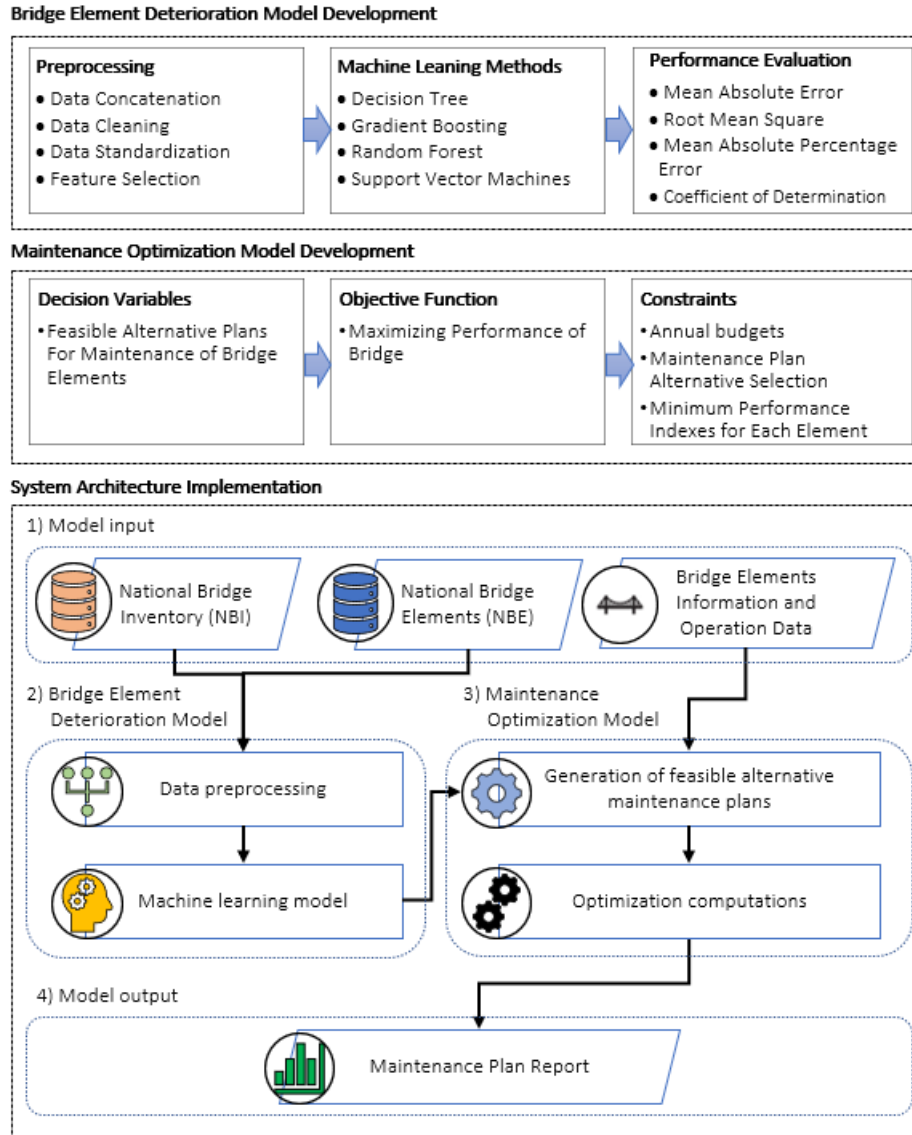 Bridge Element Deterioration Model Development
Preprocessing
● Data Concatenation
● Data Cleaning
● Data Standardization
● Feature Selection
Machine Leaning Methods
● Decision Tree
● Gradient Boosting
● Random Forest
● Support Vector Machines
Performance Evaluation
● Mean Absolute Error
● Root Mean Square
● Mean Absolute Percentage
Error
● Coefficient of Determination
Maintenance Optimization Model Development
Decision Variables
• Feasible Alternative Plans
For Maintenance of Bridge
Elements
Objective Function
• Maximizing Performance of
Bridge
Constraints
• Annual budgets
• Maintenance Plan
Alternative Selection
• Minimum Performance
Indexes for Each Element
System Architecture Implementation
1) Model input
National Bridge
Inventory (NBI)
National Bridge
Elements (NBE)
Bridge Elements
Information and
Operation Data
2) Bridge Element
Deterioration Model
3) Maintenance
Optimization Model
Data preprocessing
Generation of feasible alternative
maintenance plans
Machine learning model
Optimization computations
4) Model output
Maintenance Plan Report